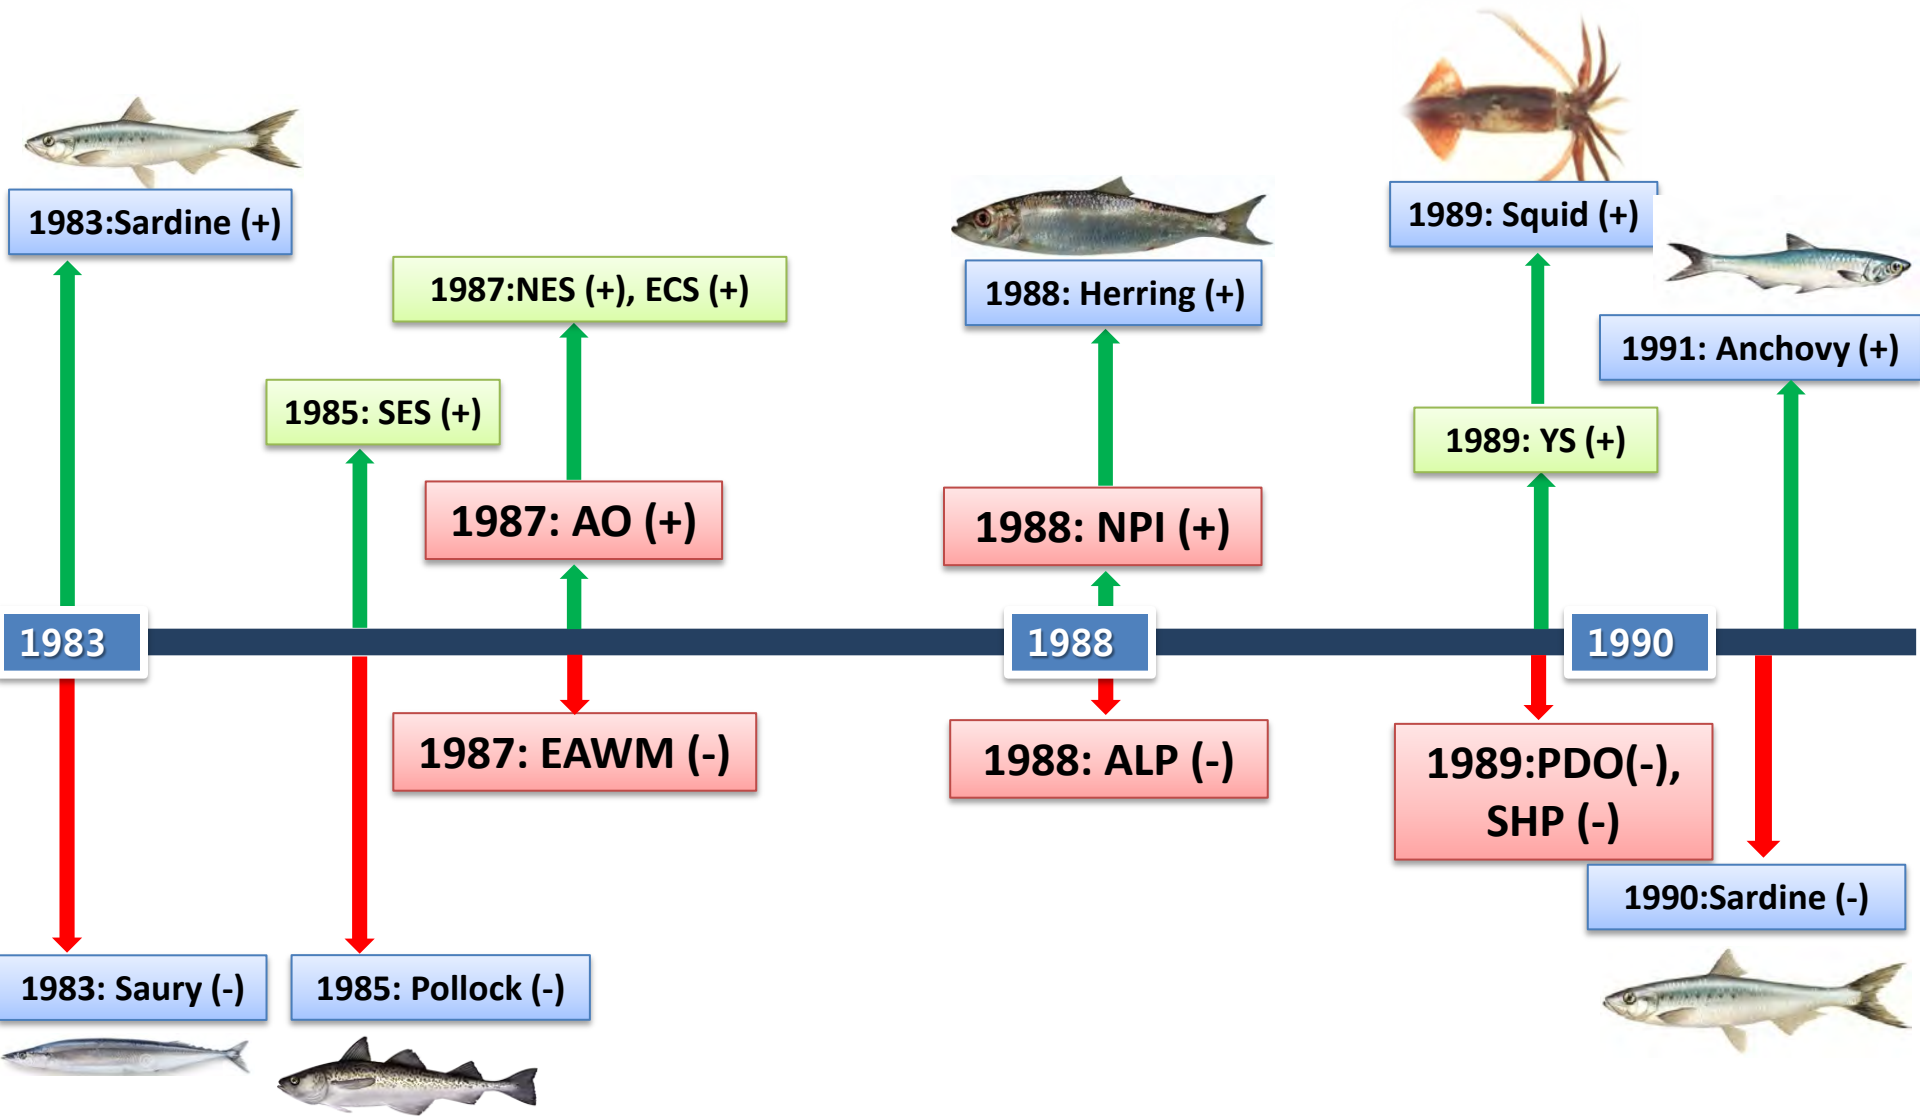 1983:Sardine (+)
1989: Squid (+)
1987:NES (+), ECS (+)
1988: Herring (+)
1991: Anchovy (+)
1985: SES (+)
1989: YS (+)
1987: AO (+)
1988: NPI (+)
1983
1988
1990
1987: EAWM (-)
1988: ALP (-)
1989:PDO(-),
SHP (-)
1990:Sardine (-)
1983: Saury (-)
1985: Pollock (-)